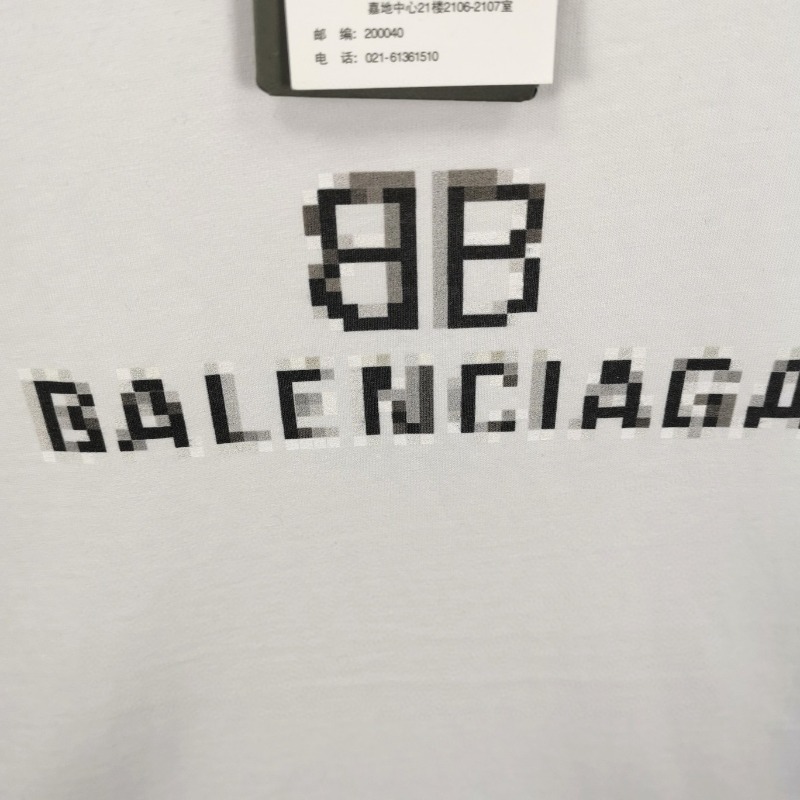 嘉地中心21楼2106-2107室
邮 编: 200040
电 话: 021-61361510
BB
BALENCIAGA